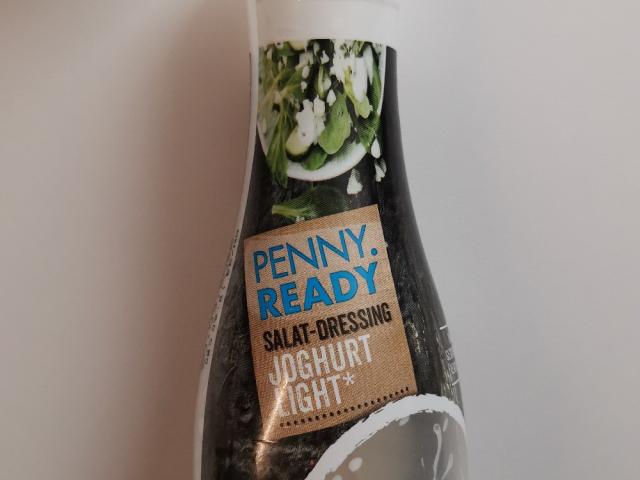 PENNY.
READY
SALAT-DRESSING
JOGHURT
LIGHT*